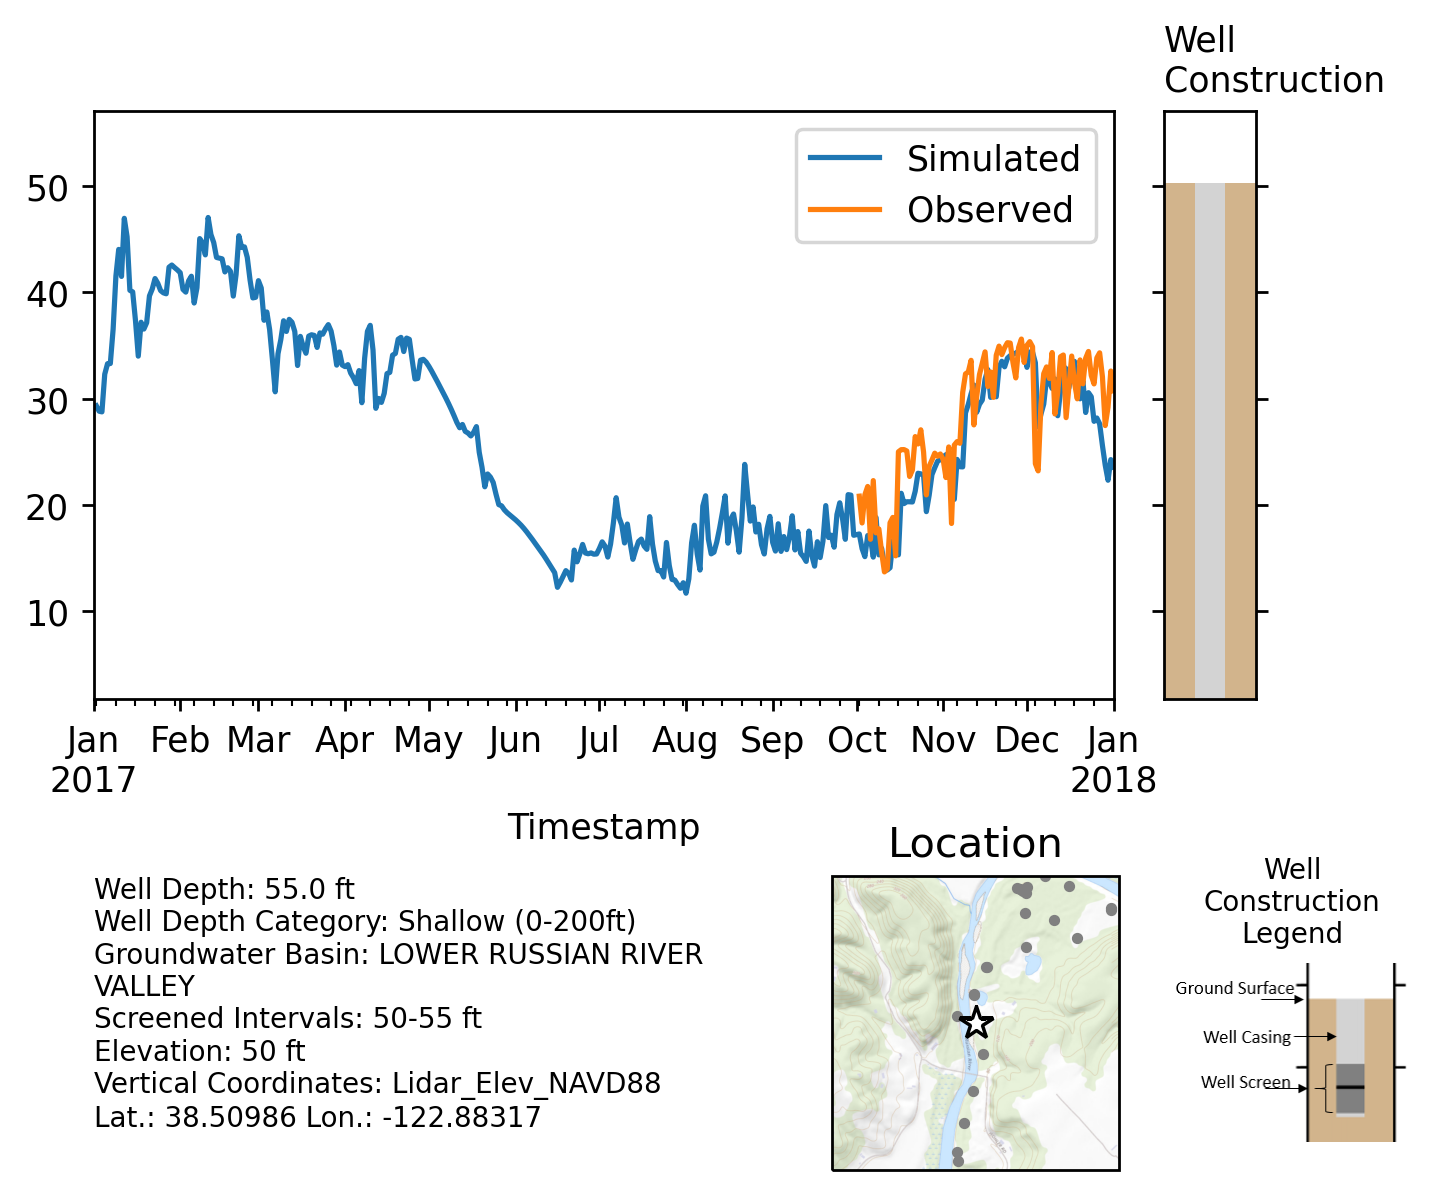 Well
Construction
Simulated
Observed
50
40
30
20
10
Jan Feb Mar Apr May Jun Jul Aug Sep Oct Nov Dec Jan
2017 2018
Timestamp
Location
Well Depth: 55.0 ft
Well Depth Category: Shallow (0-200ft)
Groundwater Basin: LOWER RUSSIAN RIVER
VALLEY
Screened Intervals: 50-55 ft
Elevation: 50 ft
Vertical Coordinates: Lidar_Elev_NAVD88
Lat.: 38.50986 Lon.: -122.88317
Well
Construction
Legend
Ground Surface
Well Casing
Well Screen